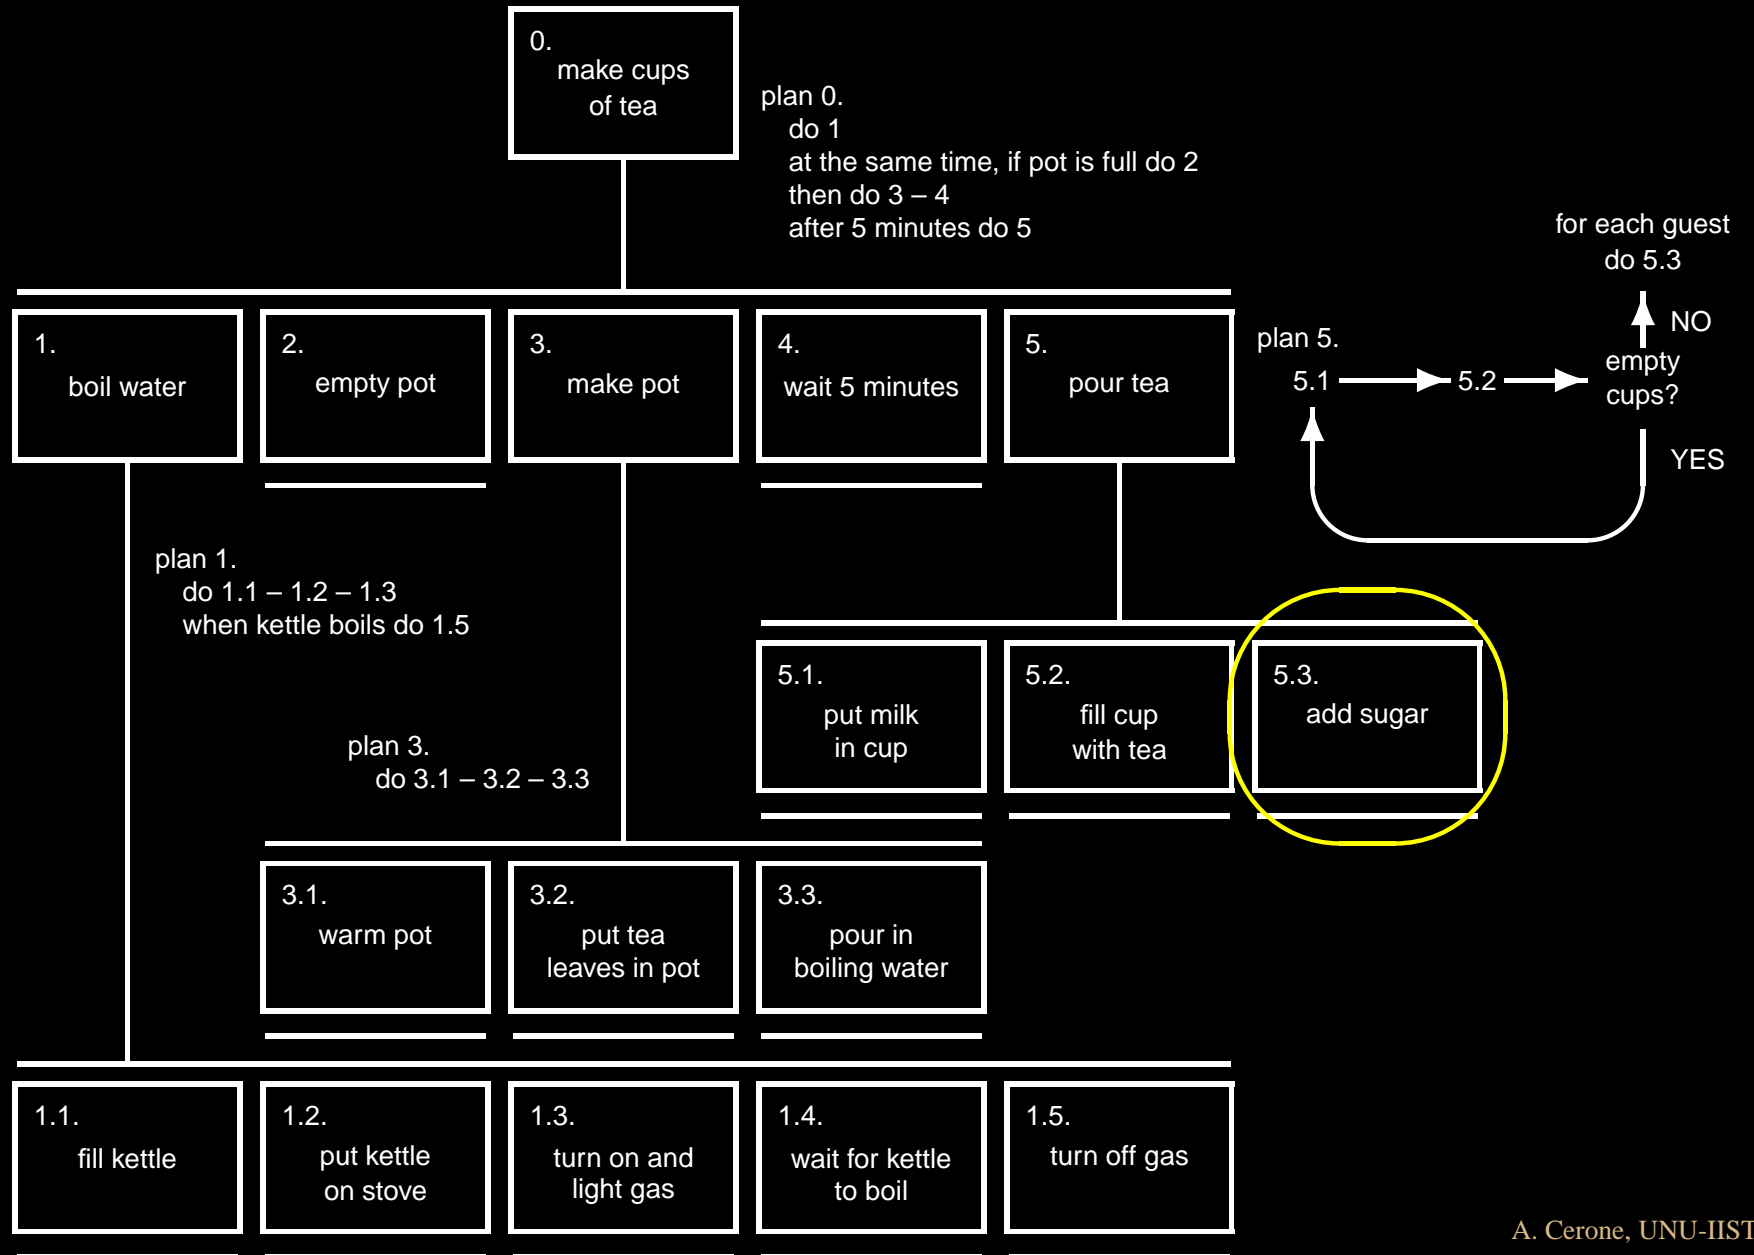 0.
make cups
of tea
plan 0.
do 1
at the same time, if pot is full do 2
then do 3 – 4
after 5 minutes do 5
for each guest
do 5.3
NO
empty
cups?
YES
plan 5.
5.1
5.2
1.
boil water
2.
empty pot
3.
make pot
4.
wait 5 minutes
5.
pour tea
plan 1.
do 1.1 – 1.2 – 1.3
when kettle boils do 1.5
plan 3.
do 3.1 – 3.2 – 3.3
5.1.
put milk
in cup
5.2.
fill cup
with tea
5.3.
add sugar
3.1.
warm pot
3.2.
put tea
leaves in pot
3.3.
pour in
boiling water
1.1.
fill kettle
1.2.
put kettle
on stove
1.3.
turn on and
light gas
1.4.
wait for kettle
to boil
1.5.
turn off gas
A. Cerone, UNU-IIST